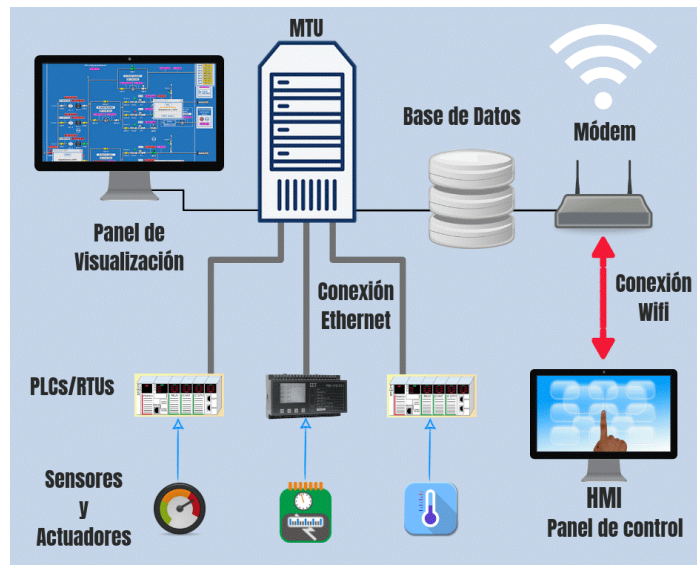 MTU
Base de Datos
Módem
Panel de
Visualización
Conexión
Ethernet
Conexión
Wifi
PLCs/RTUs
Sensores
y
Actuadores
HMI
Panel de control